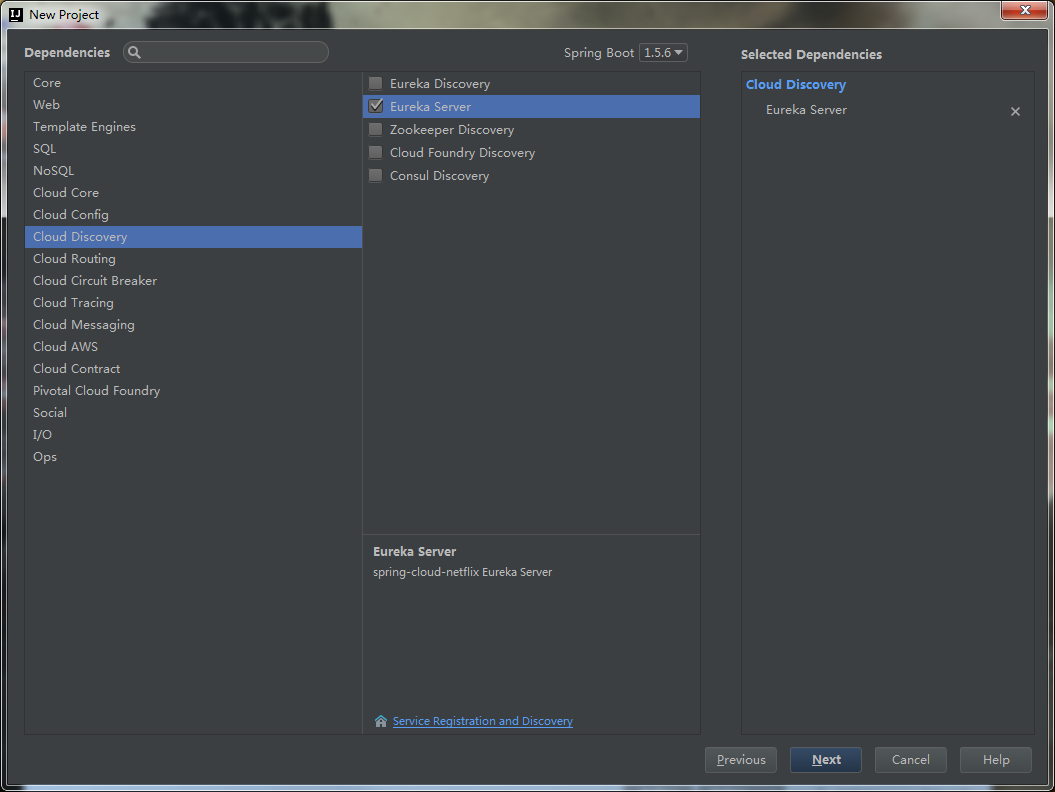 New Project
Dependencies
Spring Boot 1.5.6
Selected Dependencies
Core
Web
Template Engines
SQL
NoSQL
Cloud Core
Cloud Config
Cloud Discovery
Cloud Routing
Cloud Circuit Breaker
Cloud Tracing
Cloud Messaging
Cloud AWS
Cloud Contract
Pivotal Cloud Foundry
Social
I/O
Ops
Eureka Discovery
Eureka Server
Zookeeper Discovery
Cloud Foundry Discovery
Consul Discovery
Eureka Server
spring-cloud-netflix Eureka Server
Service Registration and Discovery
Cloud Discovery
Eureka Server
Previous
Next
Cancel
Help